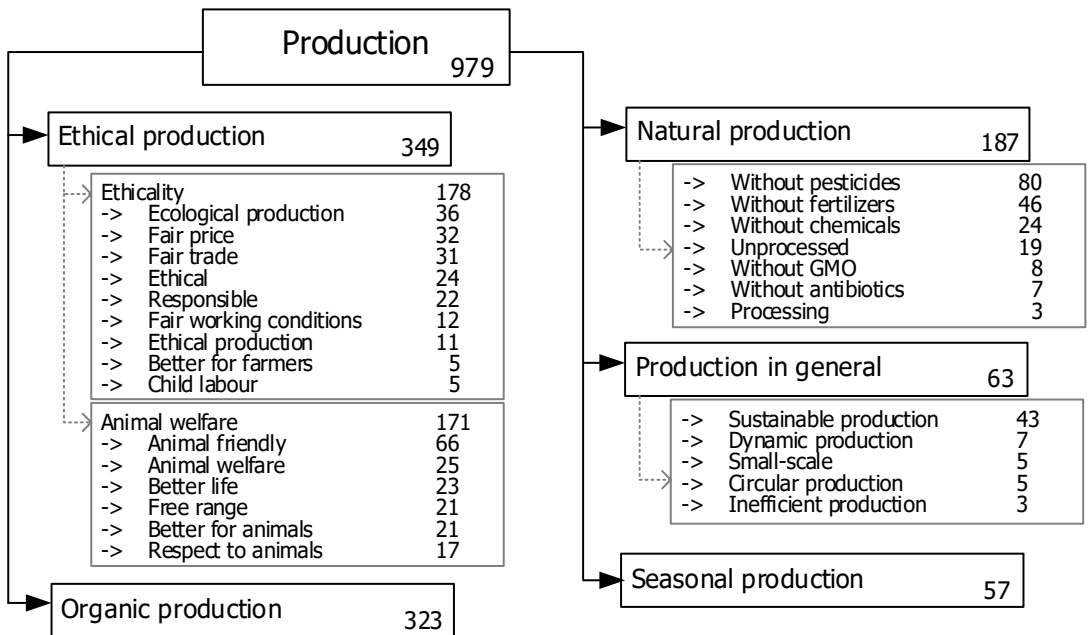 Production
979
Ethical production 349
Ethicality 178
-> Ecological production 36
-> Fair price 32
-> Fair trade 31
-> Ethical 24
-> Responsible 22
-> Fair working conditions 12
-> Ethical production 11
-> Better for farmers 5
-> Child labour 5
Animal welfare 171
-> Animal friendly 66
-> Animal welfare 25
-> Better life 23
-> Free range 21
-> Better for animals 21
-> Respect to animals 17
Organic production 323
Natural production 187
-> Without pesticides 80
-> Without fertilizers 46
-> Without chemicals 24
-> Unprocessed 19
-> Without GMO 8
-> Without antibiotics 7
-> Processing 3
Production in general 63
-> Sustainable production 43
-> Dynamic production 7
-> Small-scale 5
-> Circular production 5
-> Inefficient production 3
Seasonal production 57